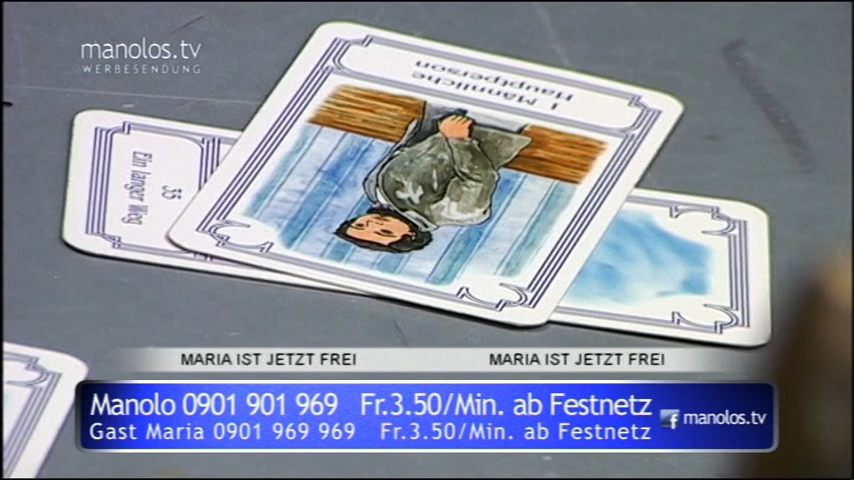 manolos.tv
WERBESENDUNG
1 Männliche
Hauptperson
35
Ein langer Weg
MARIA IST JETZT FREI MARIA IST JETZT FREI
Manolo 0901 901 969 Fr.3.50/Min. ab Festnetz
Gast Maria 0901 969 969 Fr.3.50/Min. ab Festnetz
f manolos.tv